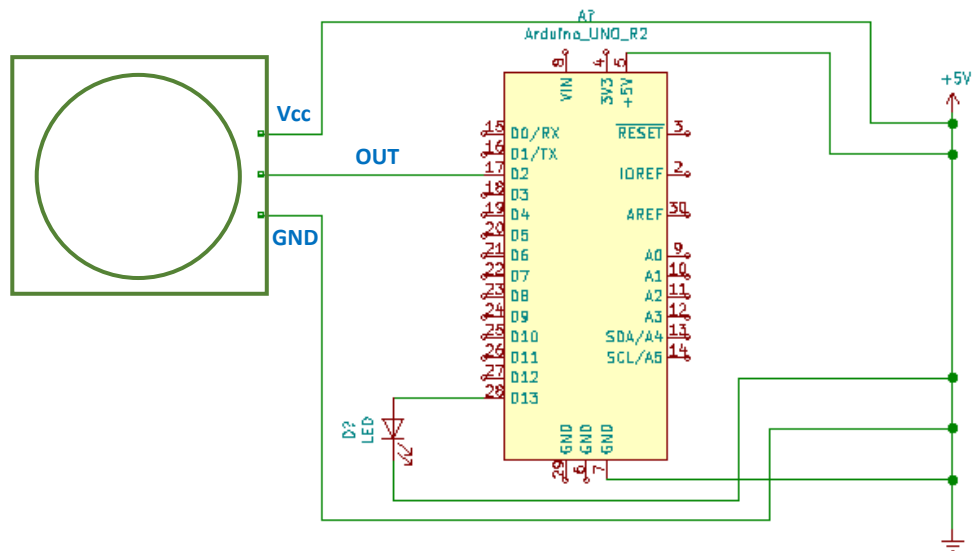 A?
Arduino_UNO_R2
Vcc
OUT
GND
+5V
8
4
5
VIN
3V3
+5V
15 D0/RX
16 D1/TX
17 D2
18 D3
19 D4
20 D5
21 D6
22 D7
23 D8
24 D9
25 D10
26 D11
27 D12
28 D13
RESET 3
IOREF 2
AREF 30
A0 9
A1 10
A2 11
A3 12
SDA/A4 13
SCL/A5 14
D?
LED
GND
GND
GND
29
6
7